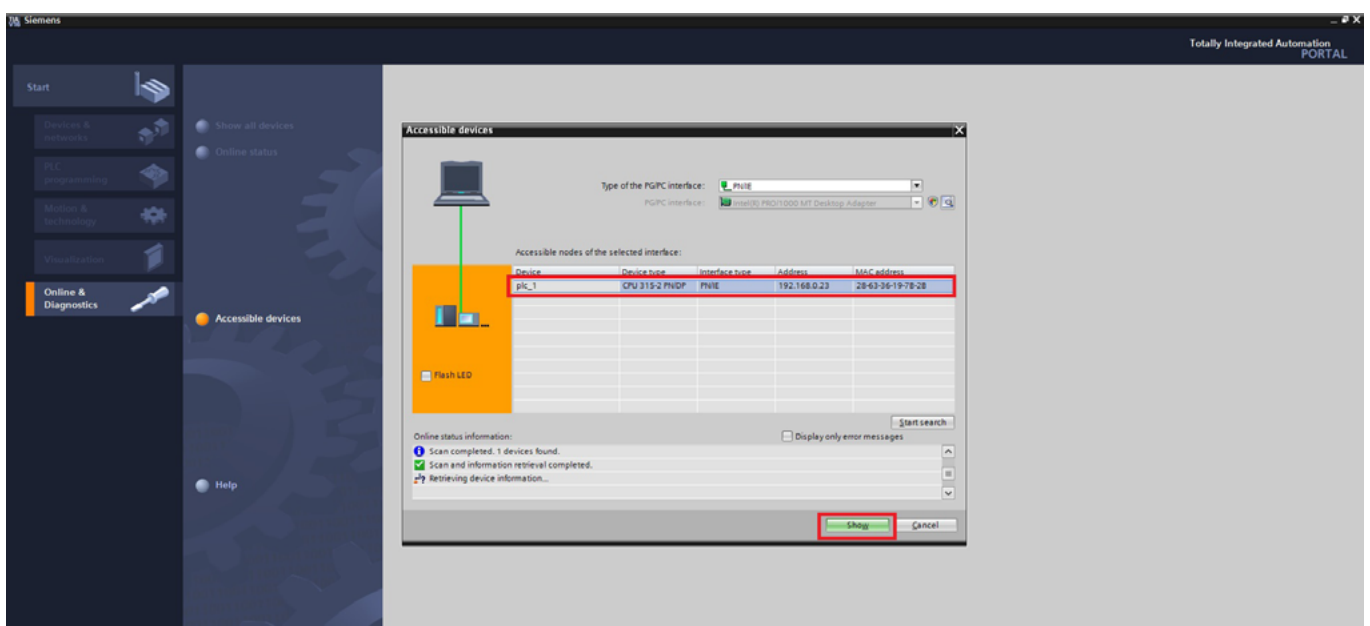 Siemens
Totally Integrated Automation
PORTAL
Start
Devices &
networks
PLC
programming
Motion &
technology
Visualization
Online &
Diagnostics
Show all devices
Online status
Accessible devices
Help
Accessible devices
Type of the PG/PC interface: PN/IE
PG/PC interface: Intel(R) PRO/1000 MT Desktop Adapter
Accessible nodes of the selected interface:
Device Device type Interface type Address MAC address
plc_1 CPU 315-2 PN/DP PN/IE 192.168.0.23 28-63-36-19-78-28
Flash LED
Start search
Online status information:
Display only error messages
Scan completed. 1 devices found.
Scan and information retrieval completed.
Retrieving device information...
Show Cancel